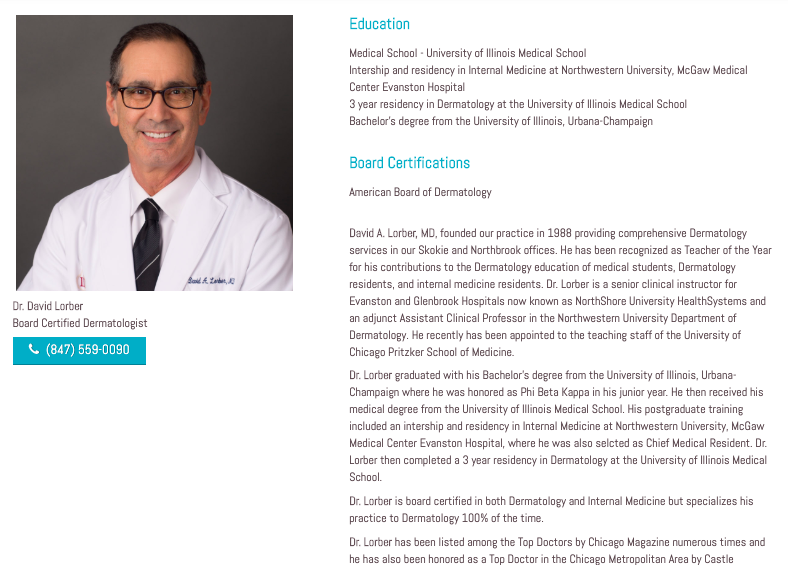 David A. Lorber, MD
Dr. David Lorber
Board Certified Dermatologist
(847) 559-0090
Education
Medical School - University of Illinois Medical School
Intership and residency in Internal Medicine at Northwestern University, McGaw Medical
Center Evanston Hospital
3 year residency in Dermatology at the University of Illinois Medical School
Bachelor's degree from the University of Illinois, Urbana-Champaign
Board Certifications
American Board of Dermatology
David A. Lorber, MD, founded our practice in 1988 providing comprehensive Dermatology
services in our Skokie and Northbrook offices. He has been recognized as Teacher of the Year
for his contributions to the Dermatology education of medical students, Dermatology
residents, and internal medicine residents. Dr. Lorber is a senior clinical instructor for
Evanston and Glenbrook Hospitals now known as NorthShore University HealthSystems and
an adjunct Assistant Clinical Professor in the Northwestern University Department of
Dermatology. He recently has been appointed to the teaching staff of the University of
Chicago Pritzker School of Medicine.
Dr. Lorber graduated with his Bachelor's degree from the University of Illinois, Urbana-
Champaign where he was honored as Phi Beta Kappa in his junior year. He then received his
medical degree from the University of Illinois Medical School. His postgraduate training
included an intership and residency in Internal Medicine at Northwestern University, McGaw
Medical Center Evanston Hospital, where he was also selcted as Chief Medical Resident. Dr.
Lorber then completed a 3 year residency in Dermatology at the University of Illinois Medical
School.
Dr. Lorber is board certified in both Dermatology and Internal Medicine but specializes his
practice to Dermatology 100% of the time.
Dr. Lorber has been listed among the Top Doctors by Chicago Magazine numerous times and
he has also been honored as a Top Doctor in the Chicago Metropolitan Area by Castle